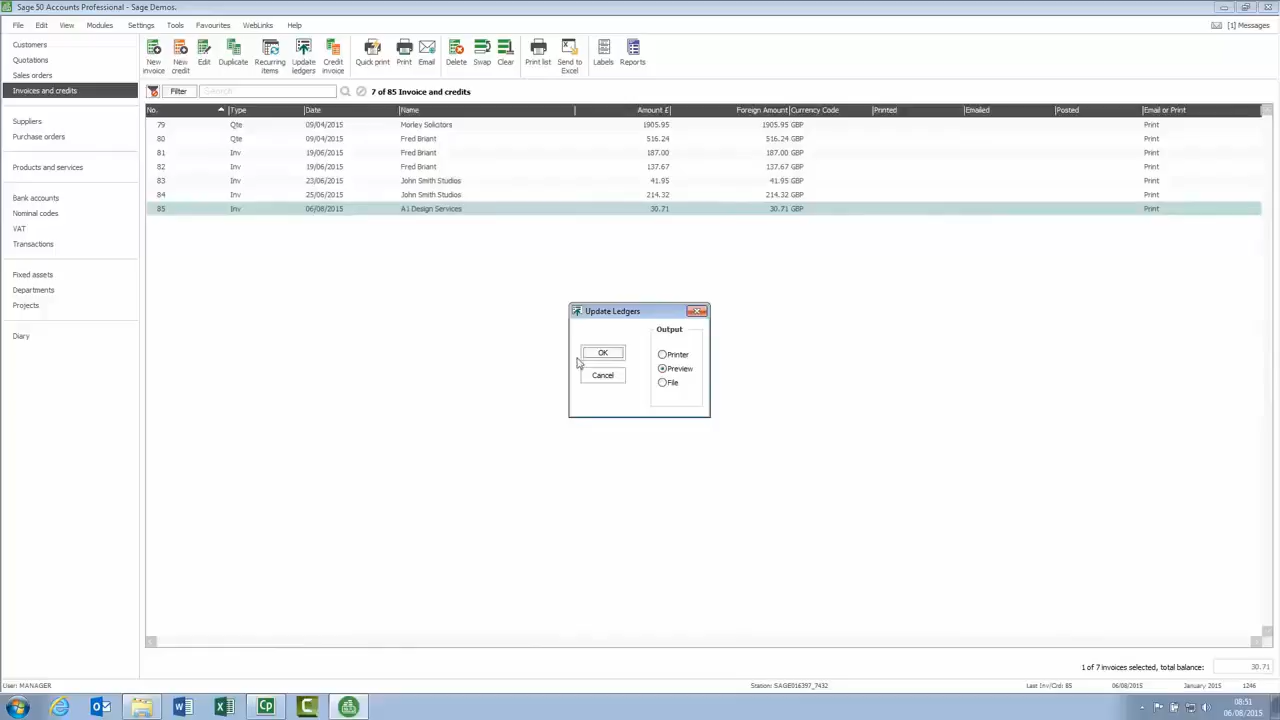 Sage 50 Accounts Professional - Sage Demos.
File Edit View Modules Settings Tools Favourites WebLinks Help [1] Messages
Customers
Quotations
Sales orders
Invoices and credits
Suppliers
Purchase orders
Products and services
Bank accounts
Nominal codes
VAT
Transactions
Fixed assets
Departments
Projects
Diary
New invoice New credit Edit Duplicate Recurring items Update ledgers Credit invoice Quick print Print Email Delete Swap Clear Print list Send to Excel Labels Reports
Filter Search 7 of 85 Invoice and credits
No. Type Date Name Amount £ Foreign Amount Currency Code Printed Emailed Posted Email or Print
79 Qte 09/04/2015 Morley Solicitors 1905.95 1905.95 GBP Print
80 Qte 09/04/2015 Fred Briant 516.24 516.24 GBP Print
81 Inv 19/06/2015 Fred Briant 187.00 187.00 GBP Print
82 Inv 19/06/2015 Fred Briant 137.67 137.67 GBP Print
83 Inv 23/06/2015 John Smith Studios 41.95 41.95 GBP Print
84 Inv 25/06/2015 John Smith Studios 214.32 214.32 GBP Print
85 Inv 06/08/2015 A1 Design Services 30.71 30.71 GBP Print
Update Ledgers
Output
OK
Cancel
Printer
Preview
File
1 of 7 invoices selected, total balance: 30.71
User: MANAGER Station: SAGE016397_7432 Last Inv/Crd: 85 06/08/2015 January 2015 1246
08:51
06/08/2015